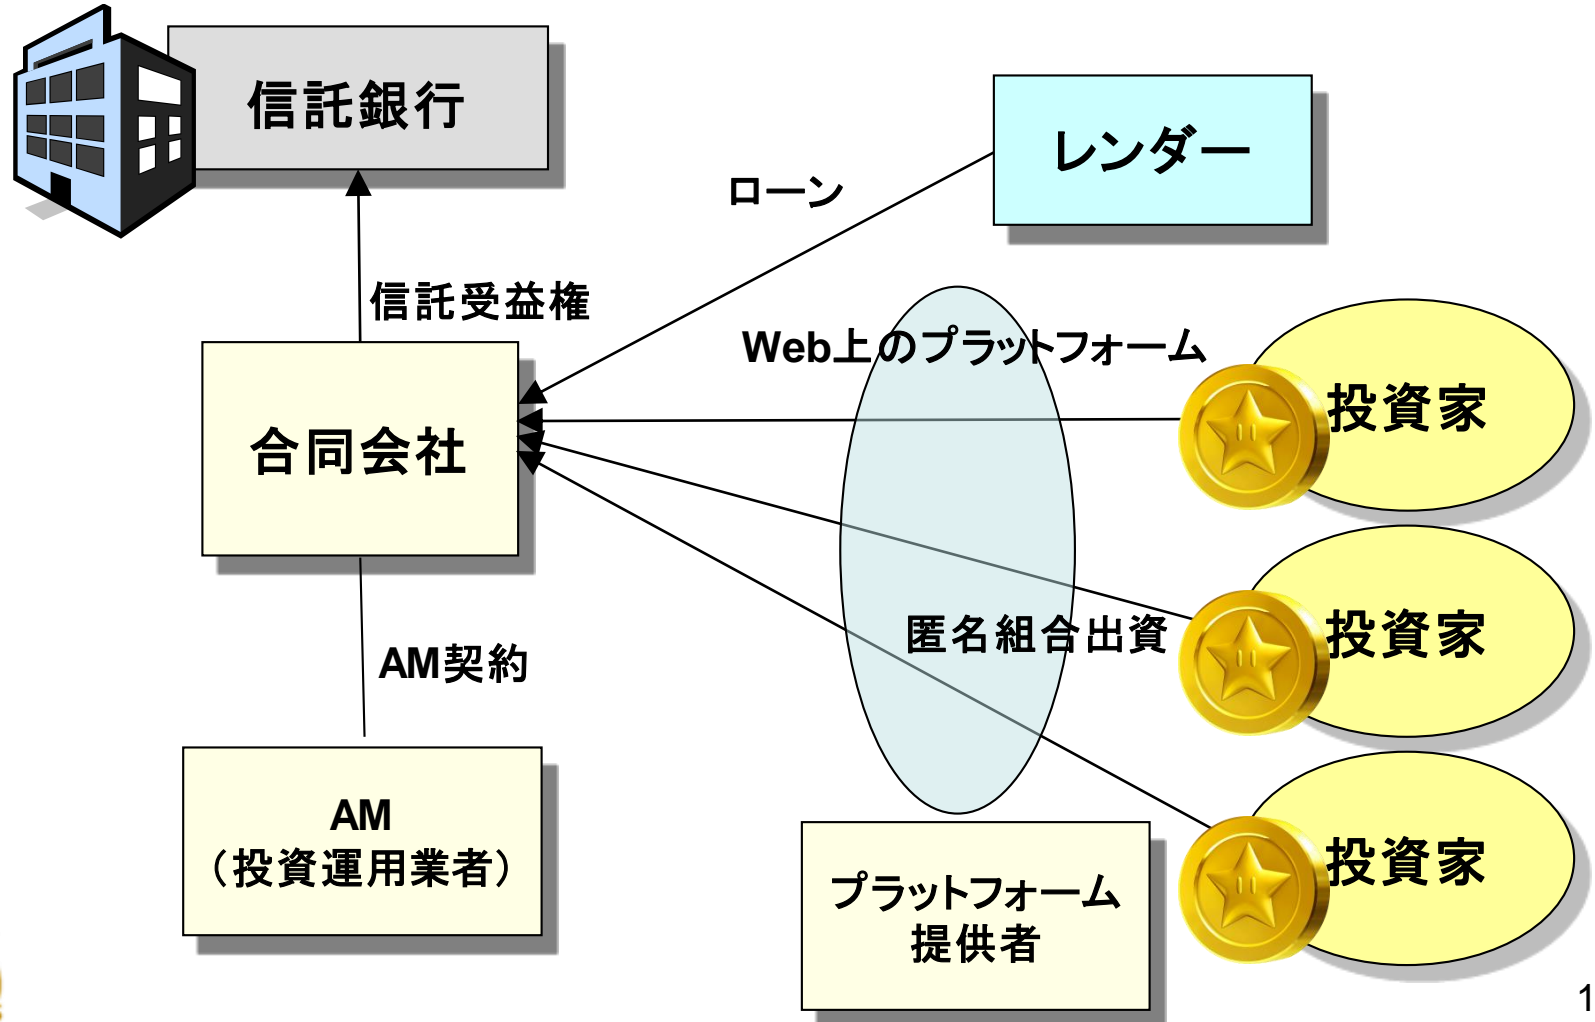 信託銀行
レンダー
ローン
信託受益権
Web上のプラットフォーム
投資家
合同会社
匿名組合出資
投資家
AM契約
AM
（投資運用業者）
投資家
プラットフォーム
提供者
1